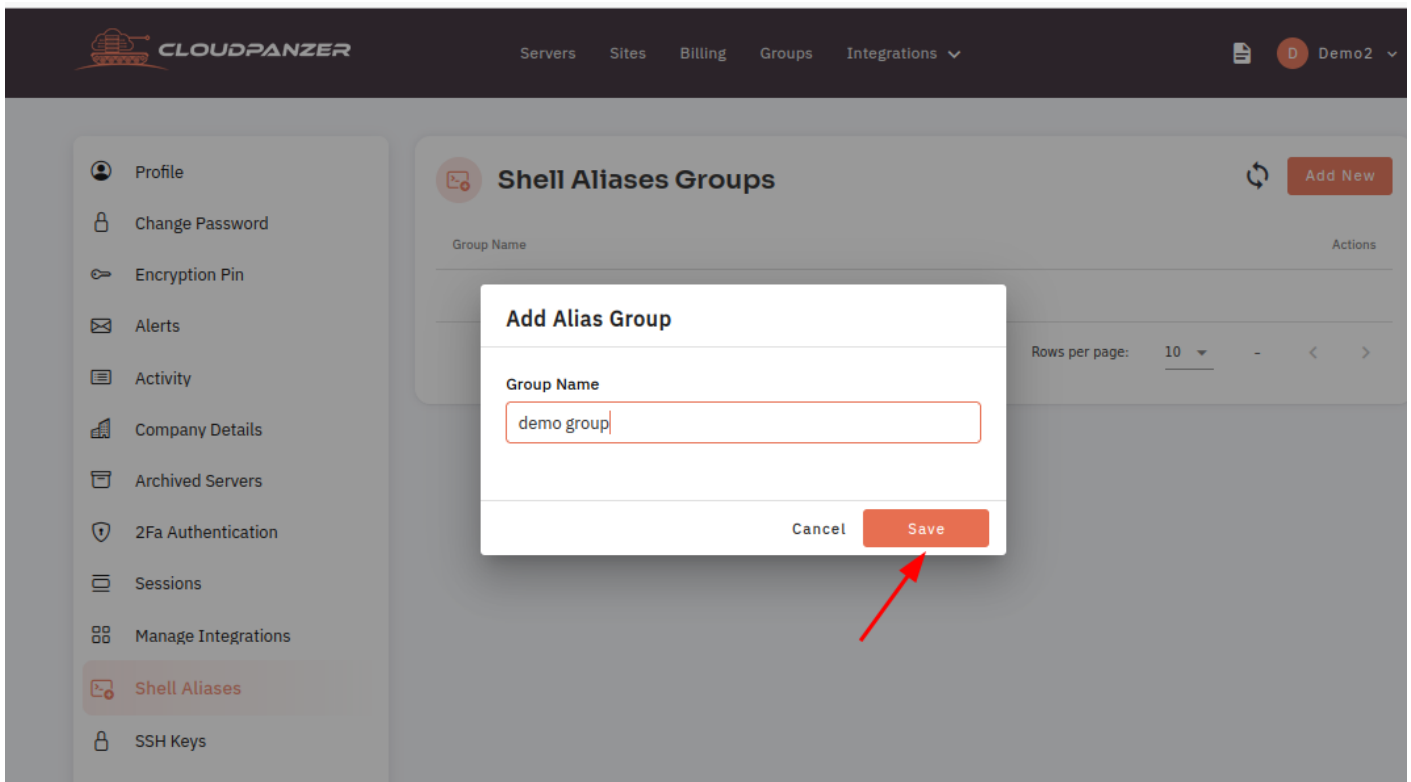 CLOUDPANZER
Servers Sites Billing Groups Integrations
D Demo2
Profile
Change Password
Encryption Pin
Alerts
Activity
Company Details
Archived Servers
2Fa Authentication
Sessions
Manage Integrations
Shell Aliases
SSH Keys
Shell Aliases Groups
Add New
Group Name Actions
Rows per page: 10 -
Add Alias Group
Group Name
demo group
Cancel Save